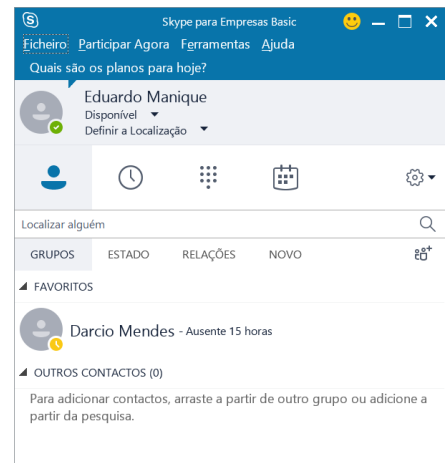 Skype para Empresas Basic
Ficheiro Participar Agora Ferramentas Ajuda
Quais são os planos para hoje?
Eduardo Manique
Disponível
Definir a Localização
Localizar alguém
GRUPOS ESTADO RELAÇÕES NOVO
FAVORITOS
Darcio Mendes - Ausente 15 horas
OUTROS CONTACTOS (0)
Para adicionar contactos, arraste a partir de outro grupo ou adicione a
partir da pesquisa.